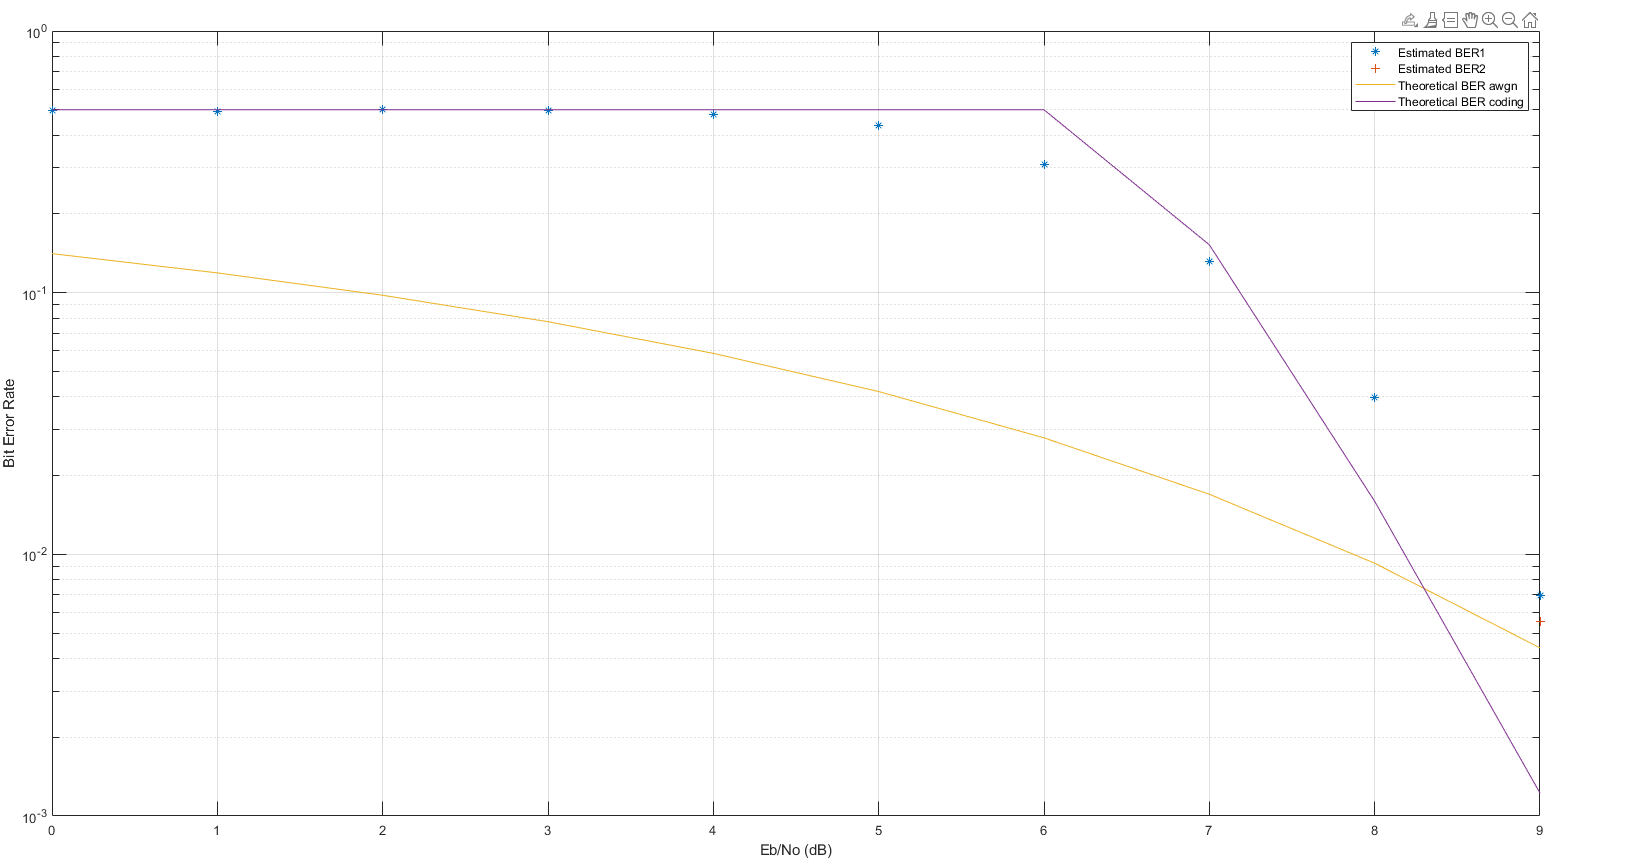 10^0
Estimated BER1
Estimated BER2
Theoretical BER awgn
Theoretical BER coding
10^-1
Bit Error Rate
10^-2
10^-3
0 1 2 3 4 5 6 7 8 9
Eb/No (dB)